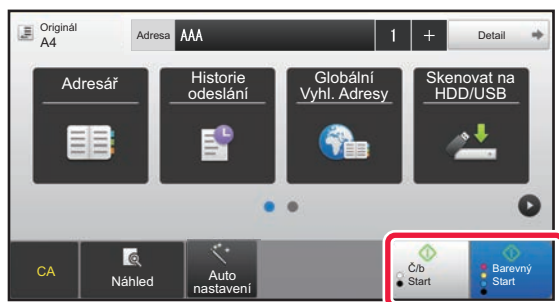 Originál
A4
Adresa AAA 1 + Detail
Adresář
Historie
odeslání
Globální
Vyhl. Adresy
Skenovat na
HDD/USB
CA
Náhled
Auto
nastavení
Č/b
Start
Barevný
Start